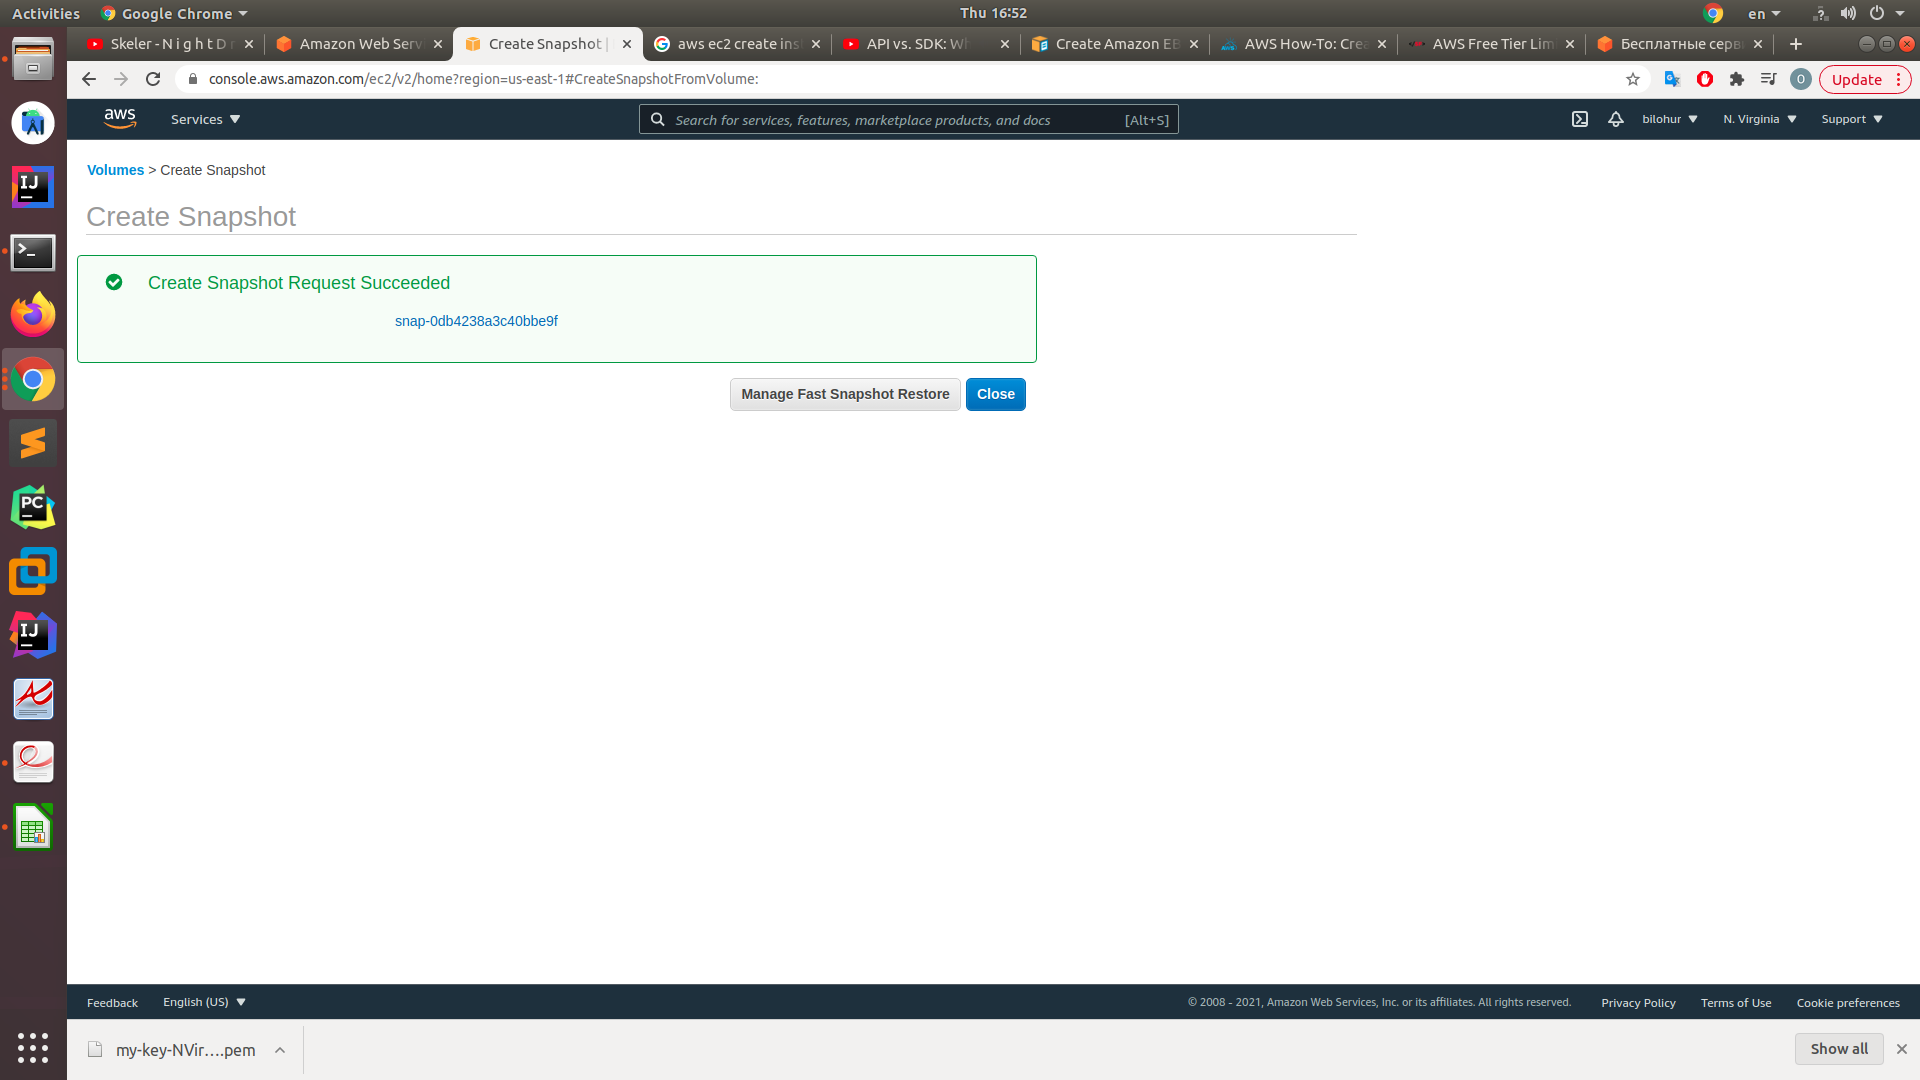 Activities Google Chrome Thu 16:52 en
Skeler - N i g h t D Amazon Web Serv Create Snapshot | aws ec2 create ins API vs. SDK: Wh Create Amazon EB AWS How-To: Crea AWS Free Tier Lim Бесплатные серв
console.aws.amazon.com/ec2/v2/home?region=us-east-1#CreateSnapshotFromVolume: O Update
aws Services Search for services, features, marketplace products, and docs [Alt+S] bilohur N. Virginia Support
Volumes > Create Snapshot
Create Snapshot
Create Snapshot Request Succeeded
snap-0db4238a3c40bbe9f
Manage Fast Snapshot Restore Close
Feedback English (US) © 2008 - 2021, Amazon Web Services, Inc. or its affiliates. All rights reserved. Privacy Policy Terms of Use Cookie preferences
my-key-NVir….pem Show all